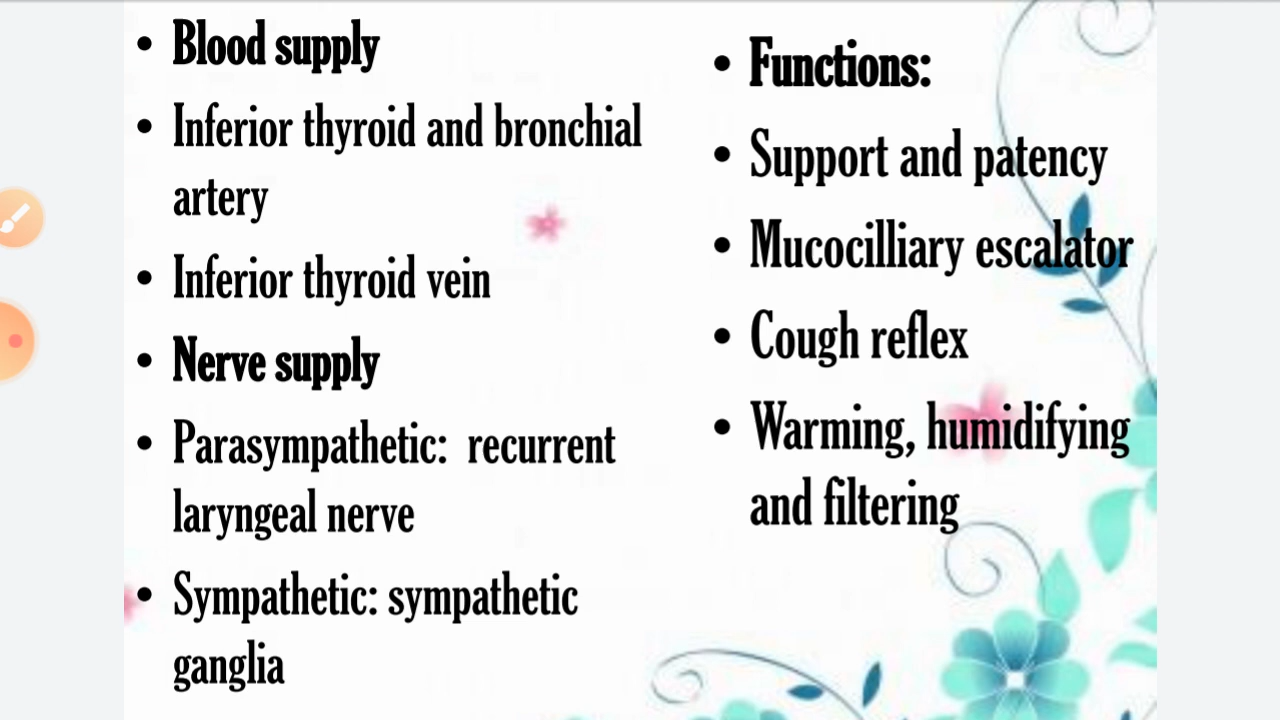 Blood supply
Inferior thyroid and bronchial
artery
Inferior thyroid vein
Nerve supply
Parasympathetic: recurrent
laryngeal nerve
Sympathetic: sympathetic
ganglia
Functions:
Support and patency
Mucocilliary escalator
Cough reflex
Warming, humidifying
and filtering